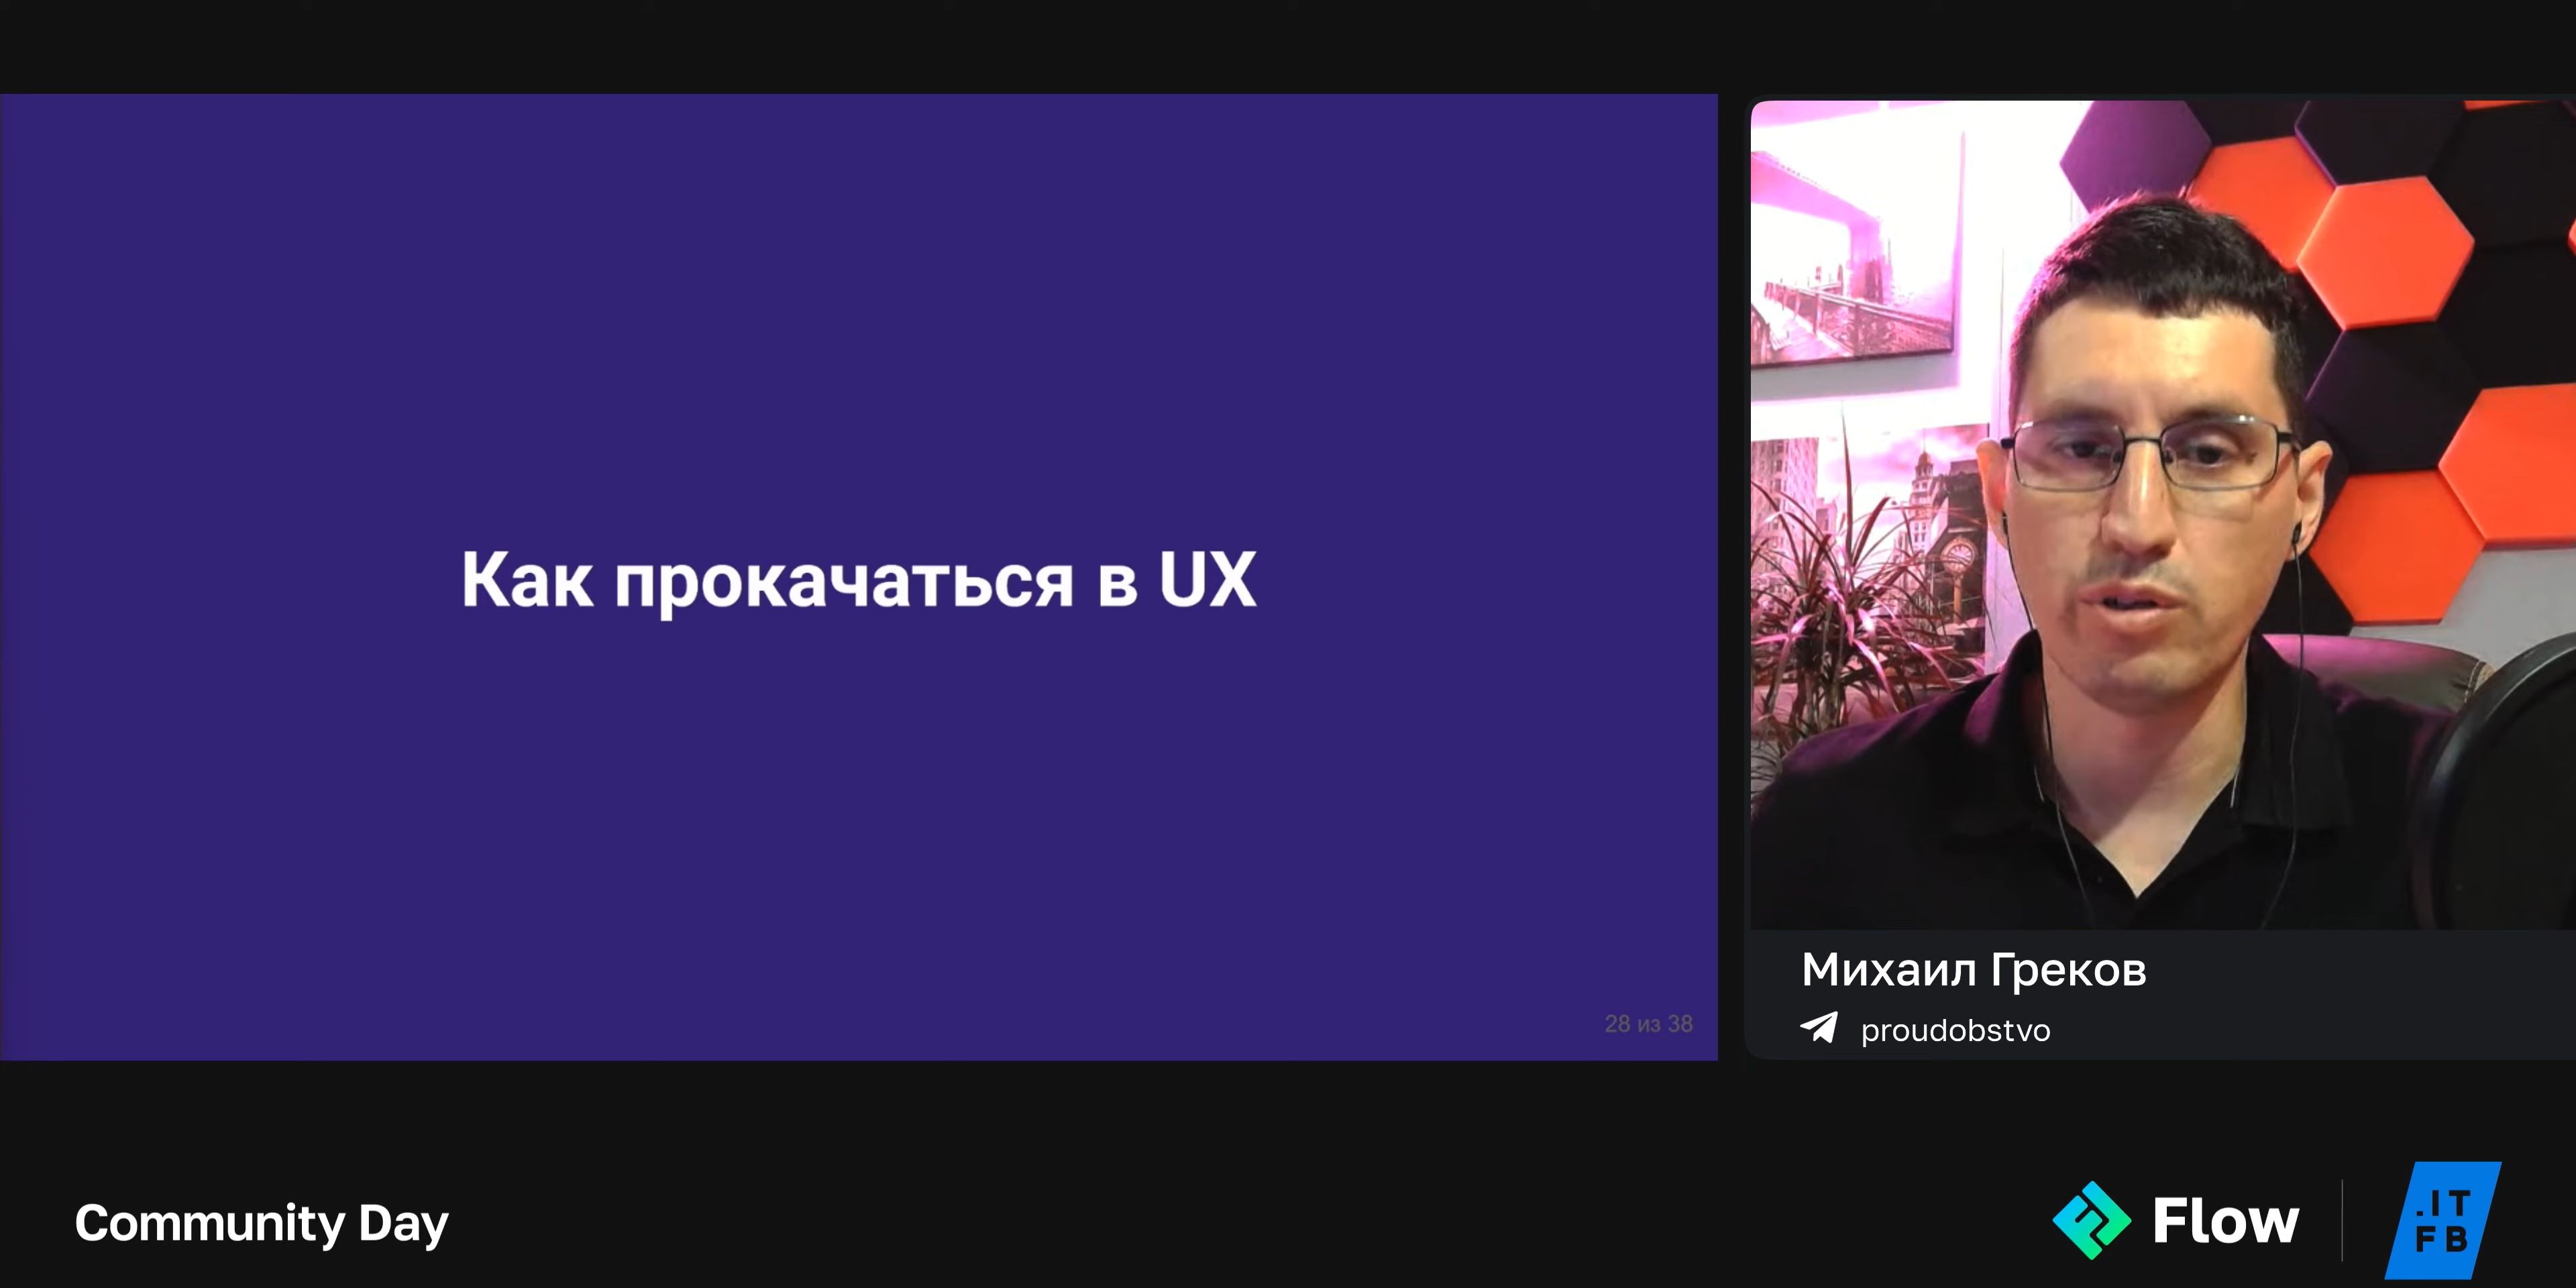 Как прокачаться в UX
28 из 38
Михаил Греков
proudobstvo
Community Day
Flow
.IT
FB